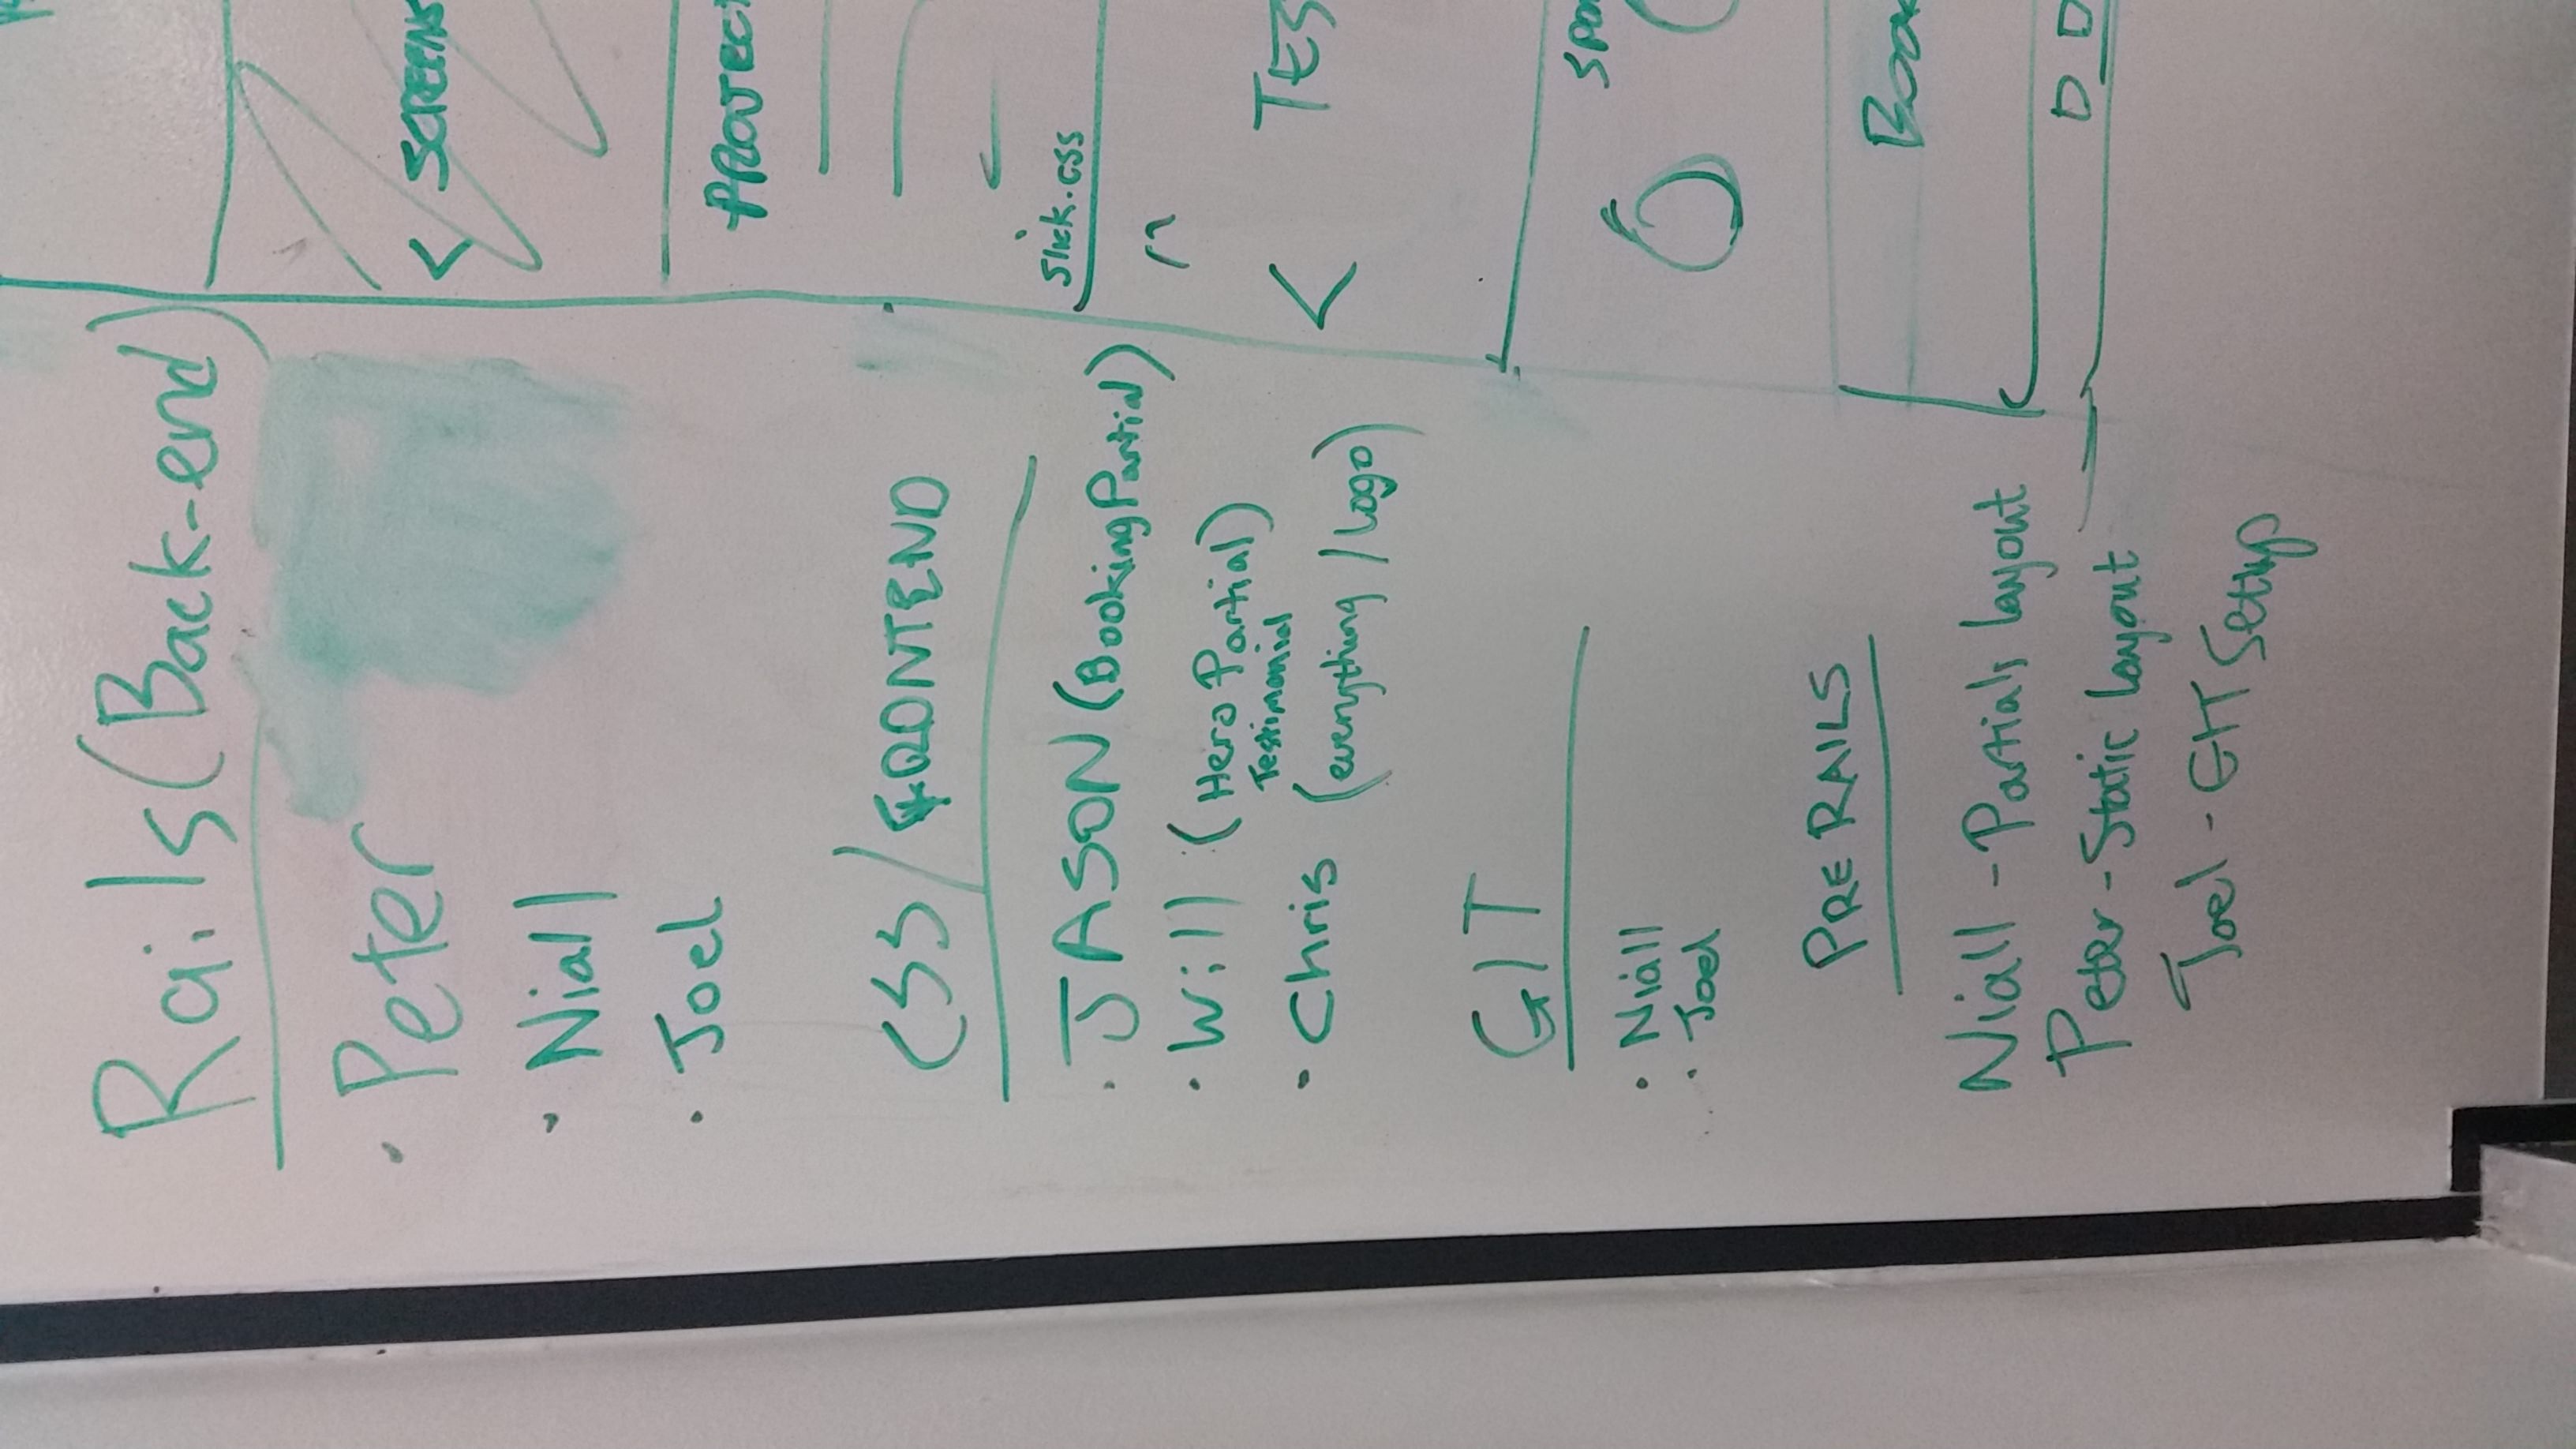 Rails (Back-end)
• Peter
• Niall
• Joel
CSS / FRONTEND
• JASON (Booking Partial)
• Will (Hero Partial)
Testimonial
• Chris (everything / Logo)
GIT
• Niall
• Joel
PRE RAILS
Niall - Partials layout
Peter - Static layout
Joel - GIT Setup
< SCREENS
PROJECT
slick.css
< TES
SPO
BOO